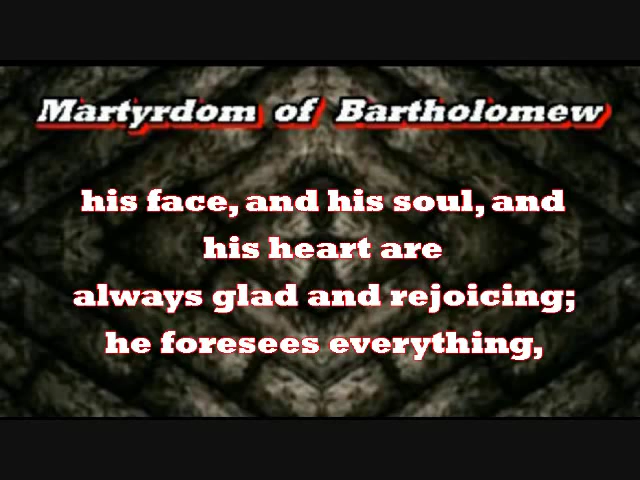 Martyrdom of Bartholomew
his face, and his soul, and
his heart are
always glad and rejoicing;
he foresees everything,